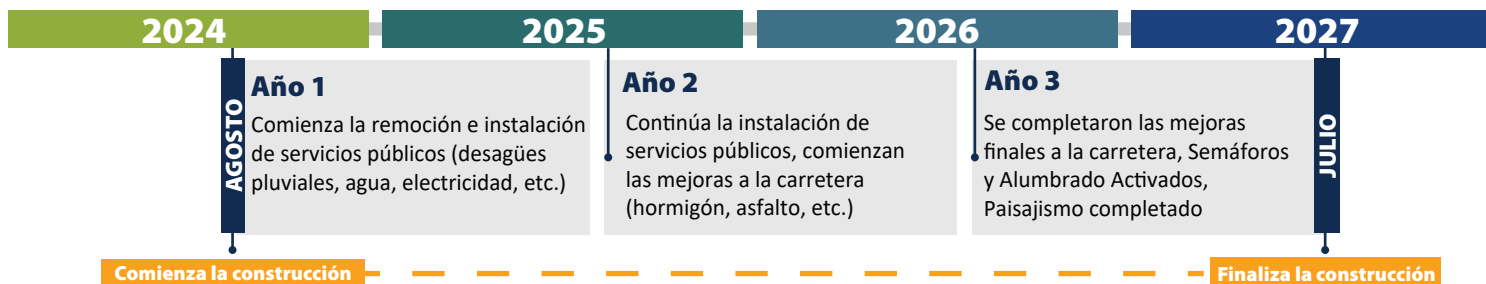 2024
2025
2026
2027
AGOSTO
Año 1
Comienza la remoción e instalación
de servicios públicos (desagües
pluviales, agua, electricidad, etc.)
Año 2
Continúa la instalación de
servicios públicos, comienzan
las mejoras a la carretera
(hormigón, asfalto, etc.)
Año 3
Se completaron las mejoras
finales a la carretera, Semáforos
y Alumbrado Activados,
Paisajismo completado
JULIO
Comienza la construcción
Finaliza la construcción